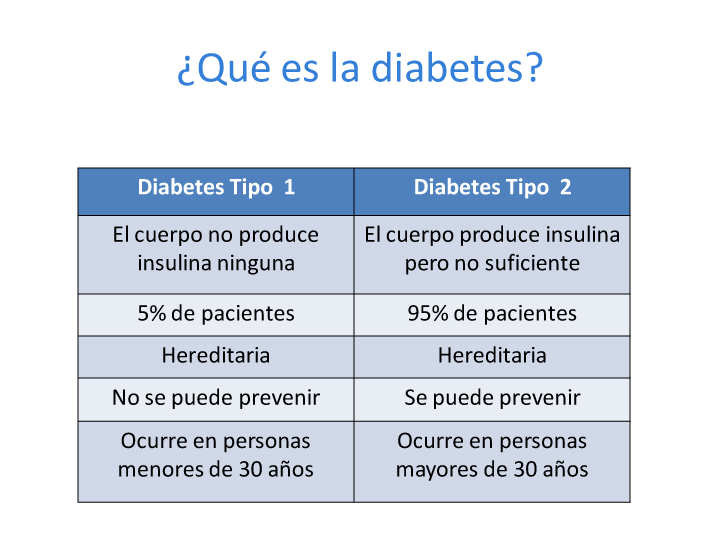 ¿Qué es la diabetes?
Diabetes Tipo  1
Diabetes Tipo  2
El cuerpo no produce
insulina ninguna
El cuerpo produce insulina
pero no suficiente
5% de pacientes
95% de pacientes
Hereditaria
Hereditaria
No se puede prevenir
Se puede prevenir
Ocurre en personas
menores de 30 años
Ocurre en personas
mayores de 30 años